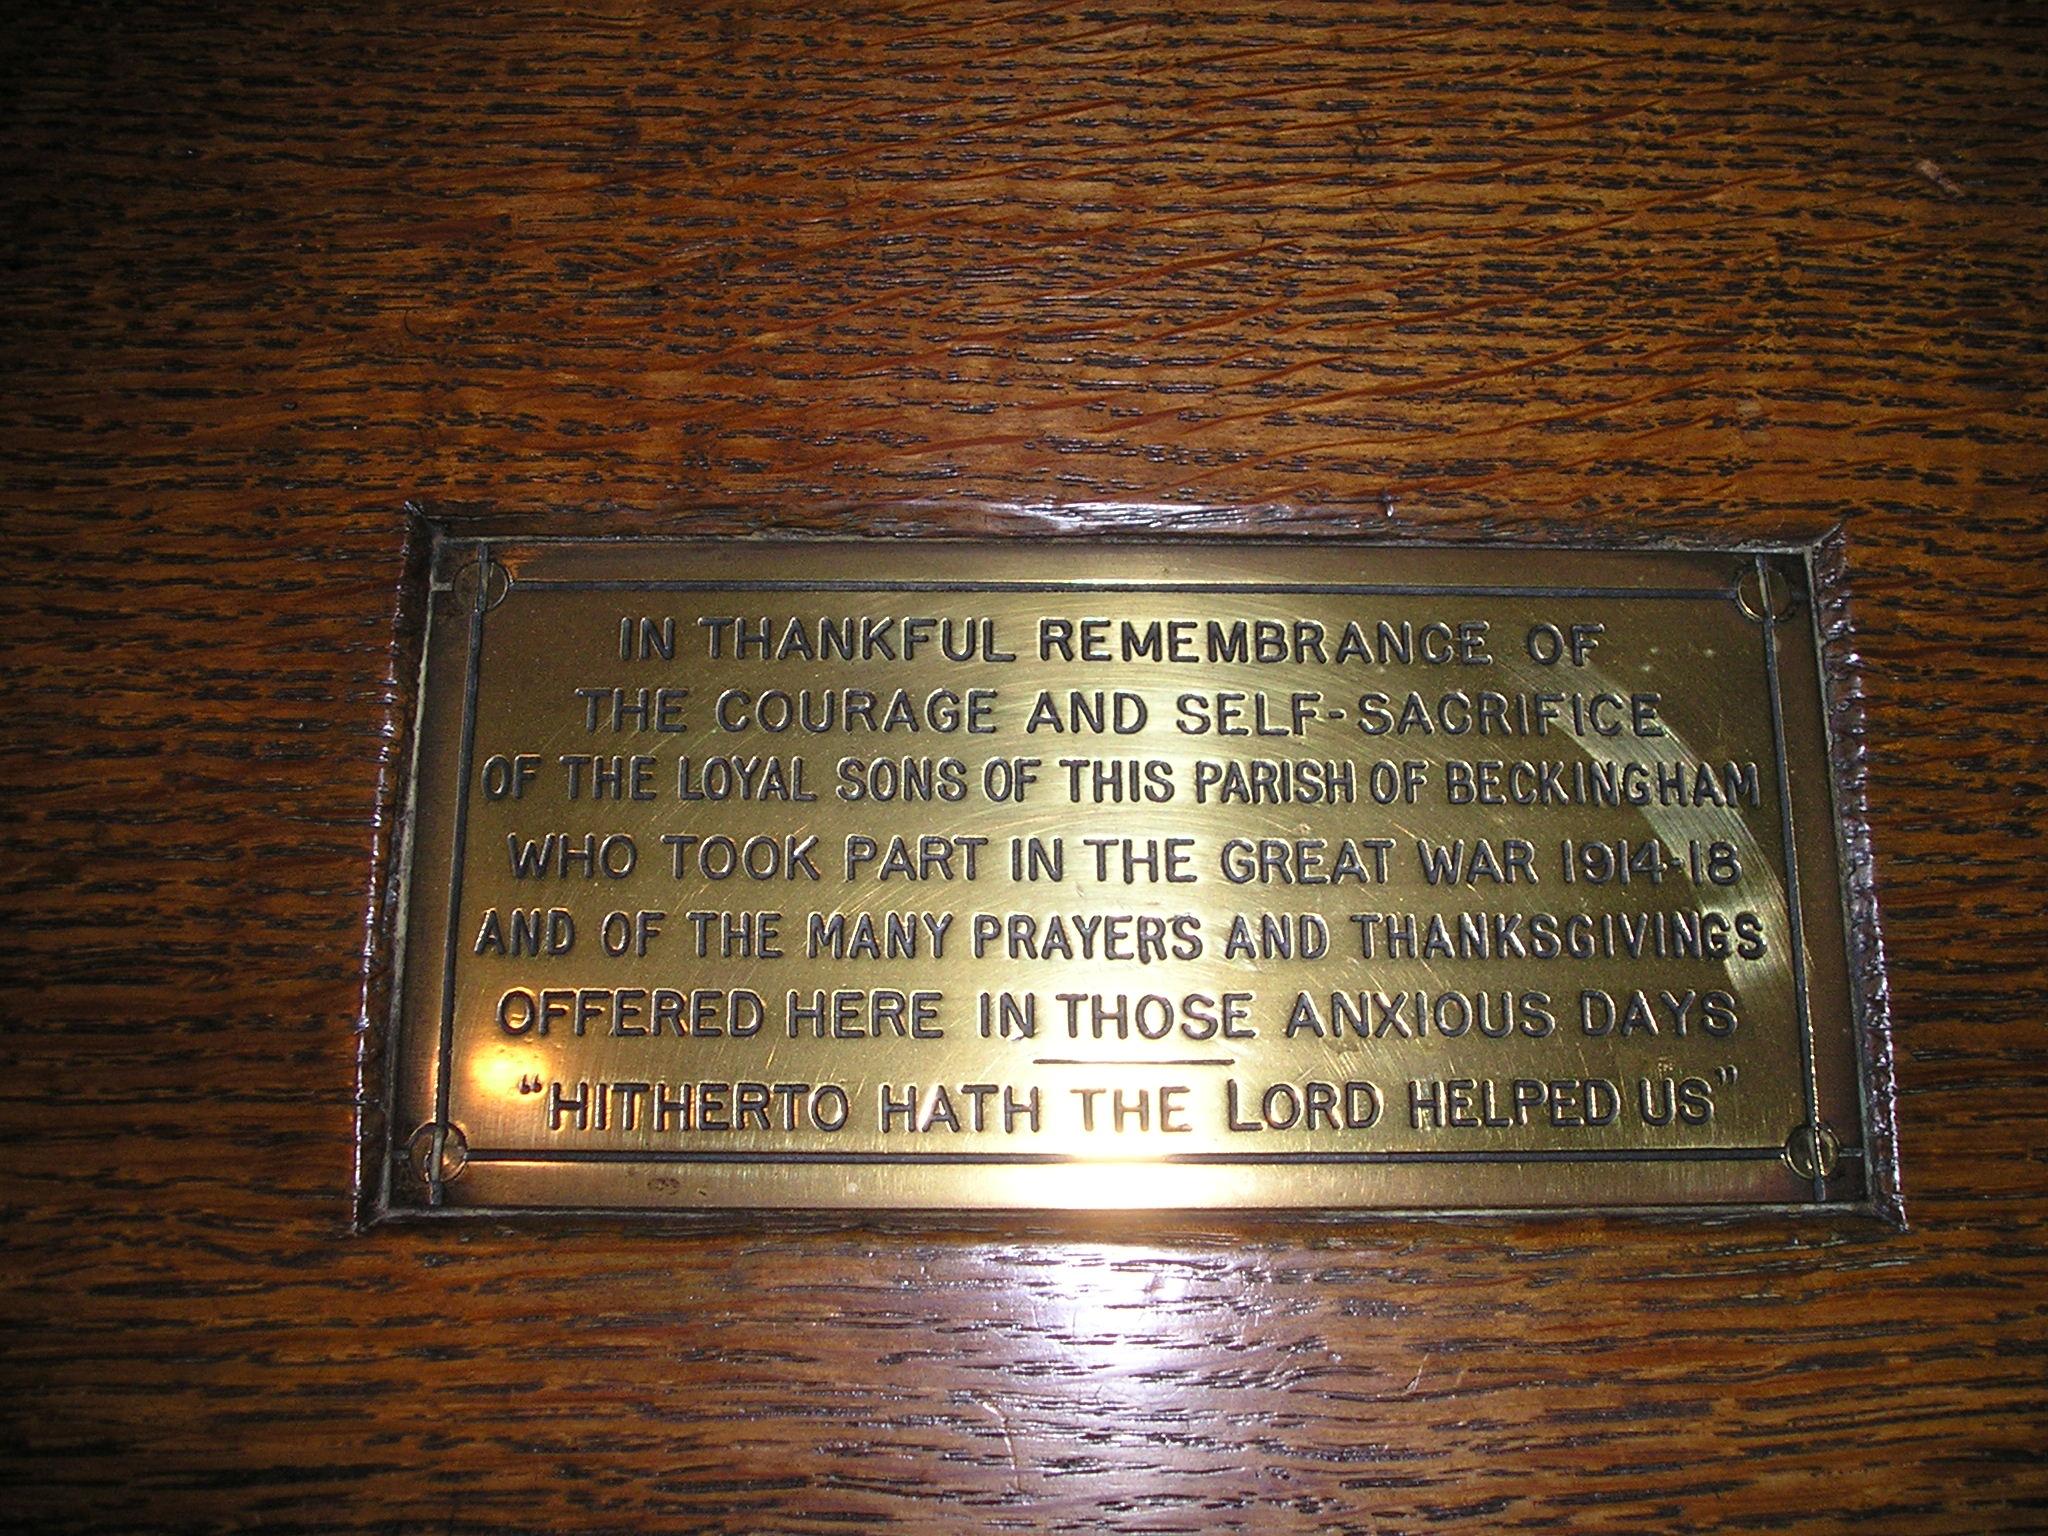 IN THANKFUL REMEMBRANCE OF
THE COURAGE AND SELF-SACRIFICE
OF THE LOYAL SONS OF THIS PARISH OF BECKINGHAM
WHO TOOK PART IN THE GREAT WAR 1914-18
AND OF THE MANY PRAYERS AND THANKSGIVINGS
OFFERED HERE IN THOSE ANXIOUS DAYS
“HITHERTO HATH THE LORD HELPED US”